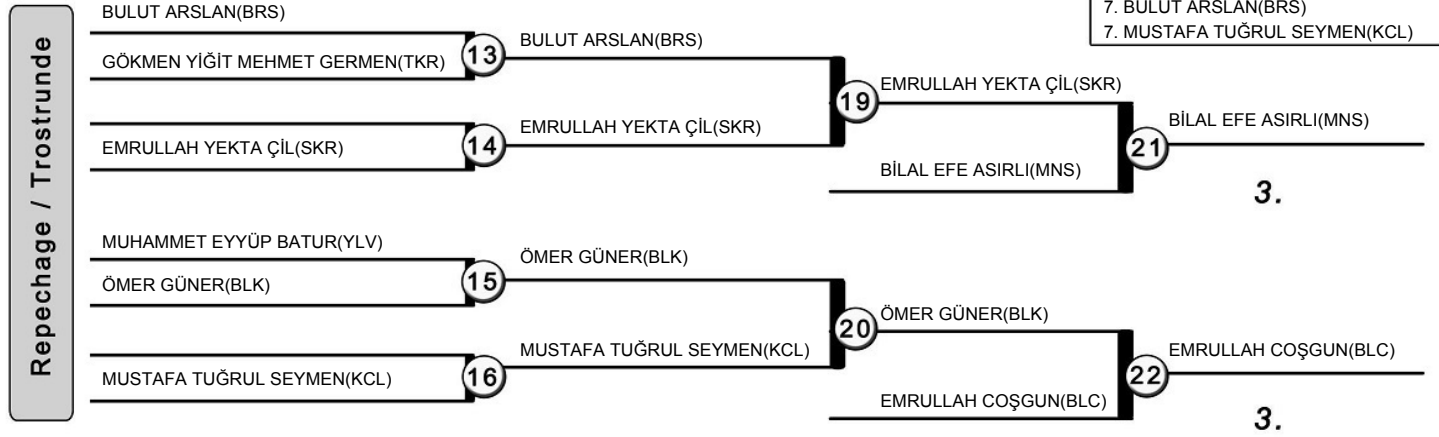 7. BULUT ARSLAN(BRS)
7. MUSTAFA TUĞRUL SEYMEN(KCL)
Repechage / Trostrunde
BULUT ARSLAN(BRS)
GÖKMEN YİĞİT MEHMET GERMEN(TKR)
13
BULUT ARSLAN(BRS)
EMRULLAH YEKTA ÇİL(SKR)
14
EMRULLAH YEKTA ÇİL(SKR)
19
EMRULLAH YEKTA ÇİL(SKR)
BİLAL EFE ASIRLI(MNS)
21
BİLAL EFE ASIRLI(MNS)
3.
MUHAMMET EYYÜP BATUR(YLV)
ÖMER GÜNER(BLK)
15
ÖMER GÜNER(BLK)
MUSTAFA TUĞRUL SEYMEN(KCL)
16
MUSTAFA TUĞRUL SEYMEN(KCL)
20
ÖMER GÜNER(BLK)
EMRULLAH COŞGUN(BLC)
22
EMRULLAH COŞGUN(BLC)
3.